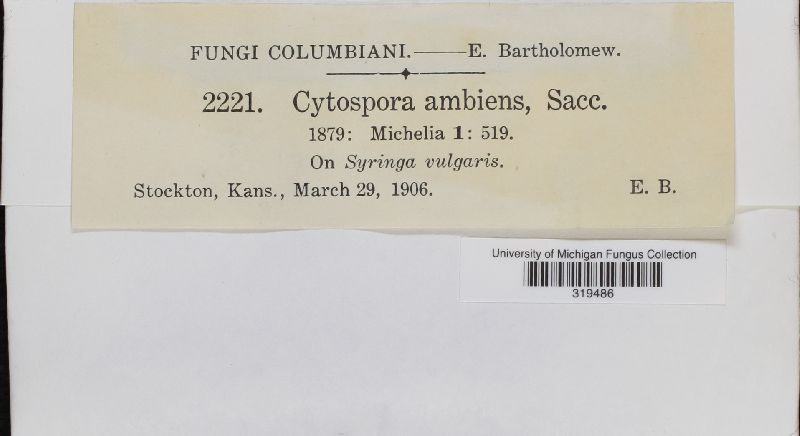 FUNGI COLUMBIANI.——E. Bartholomew.
2221. Cytospora ambiens, Sacc.
1879: Michelia 1: 519.
On Syringa vulgaris.
Stockton, Kans., March 29, 1906. E. B.
University of Michigan Fungus Collection
319486